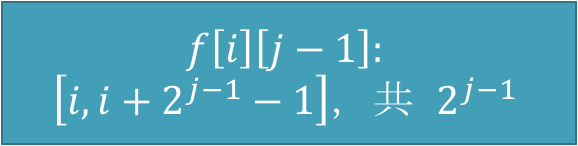 f[i][j − 1]:
[i, i + 2^{j−1} − 1], 共 2^{j−1}